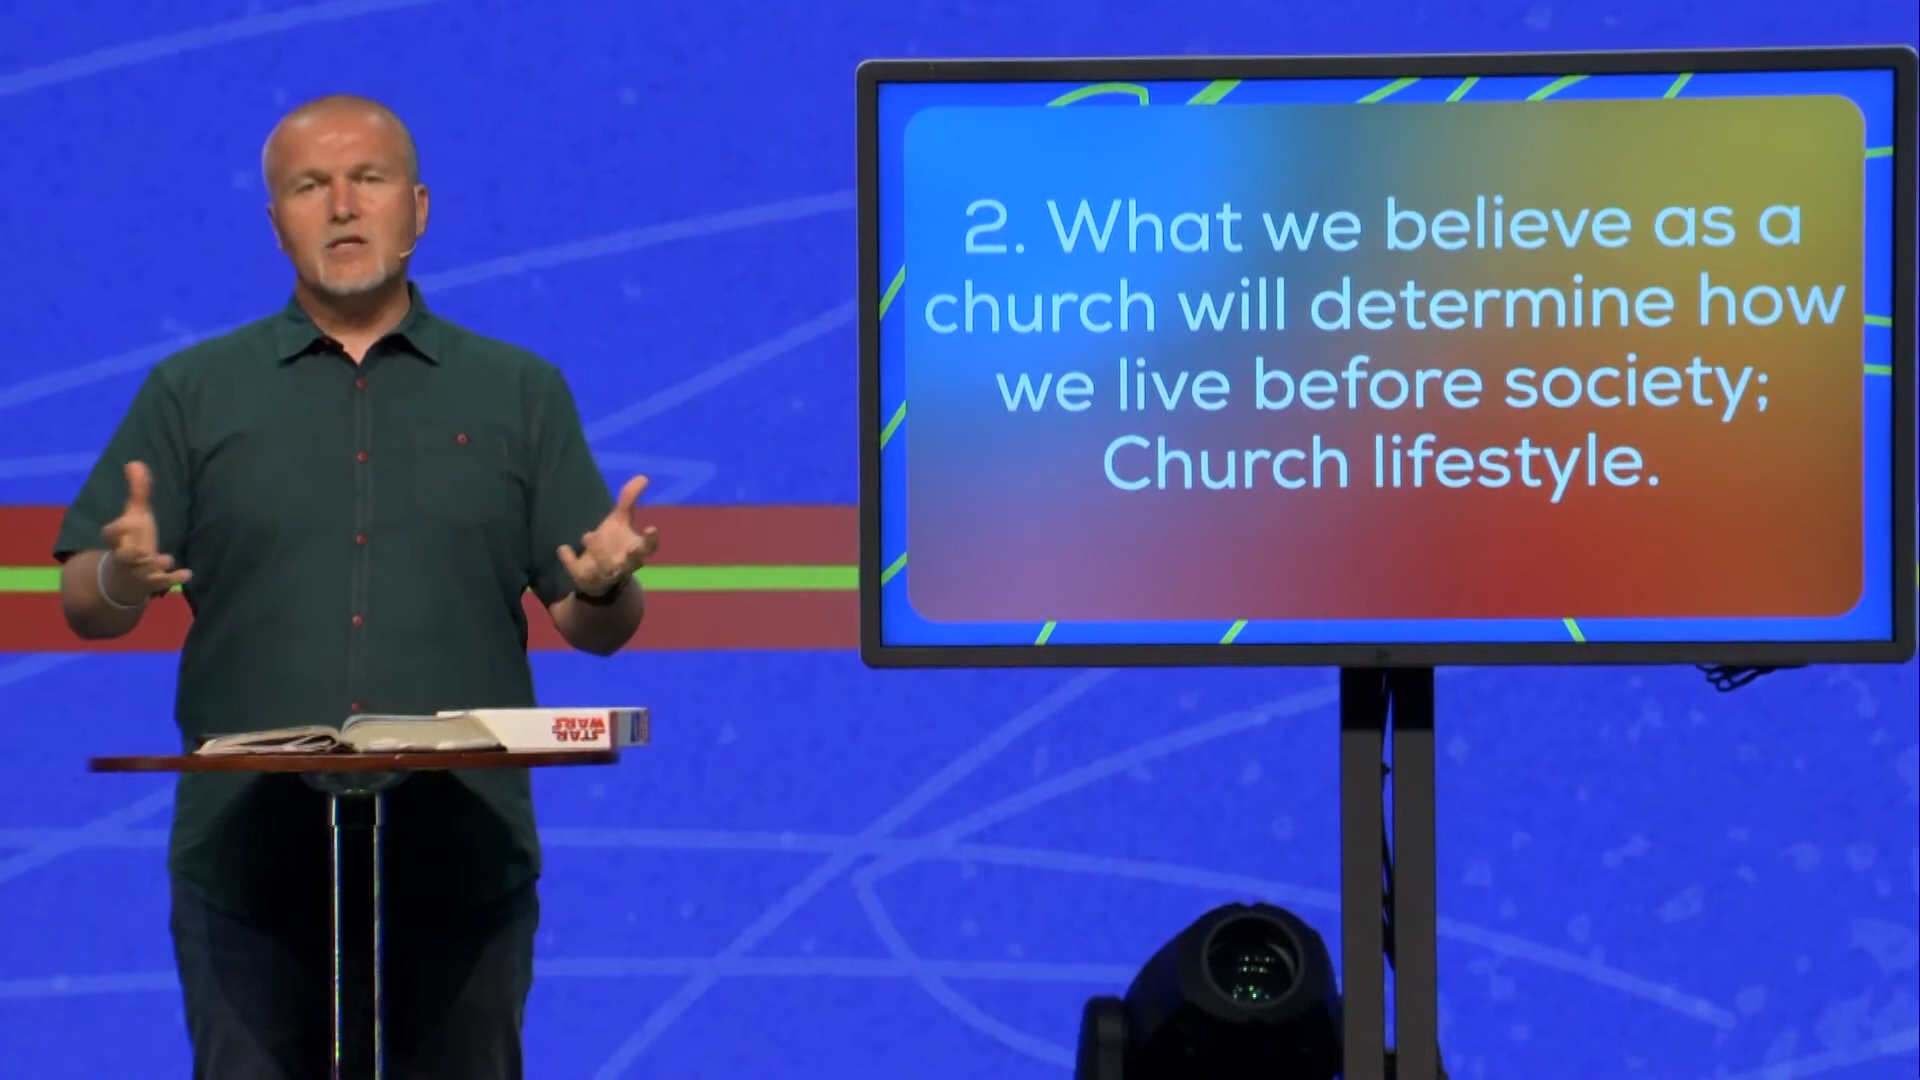 2. What we believe as a
church will determine how
we live before society;
Church lifestyle.
STAR
WARS